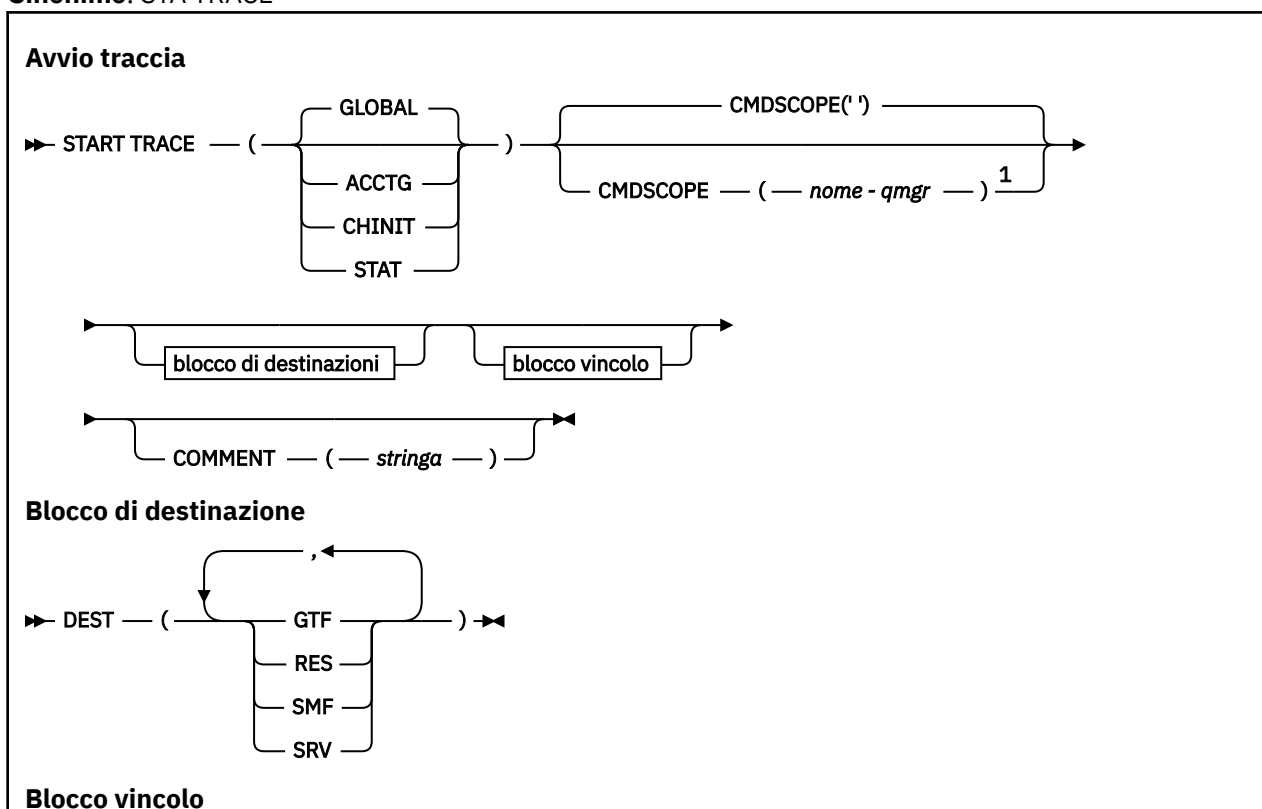 Sinonimo: STA TRACE
Avvio traccia
GLOBAL
CMDSCOPE(' ')
START TRACE ( )
ACCTG
CMDSCOPE ( nome - qmgr ) 1
CHINIT
STAT
blocco di destinazioni blocco vincolo
COMMENT ( stringa )
Blocco di destinazione
,
DEST ( GTF )
RES
SMF
SRV
Blocco vincolo